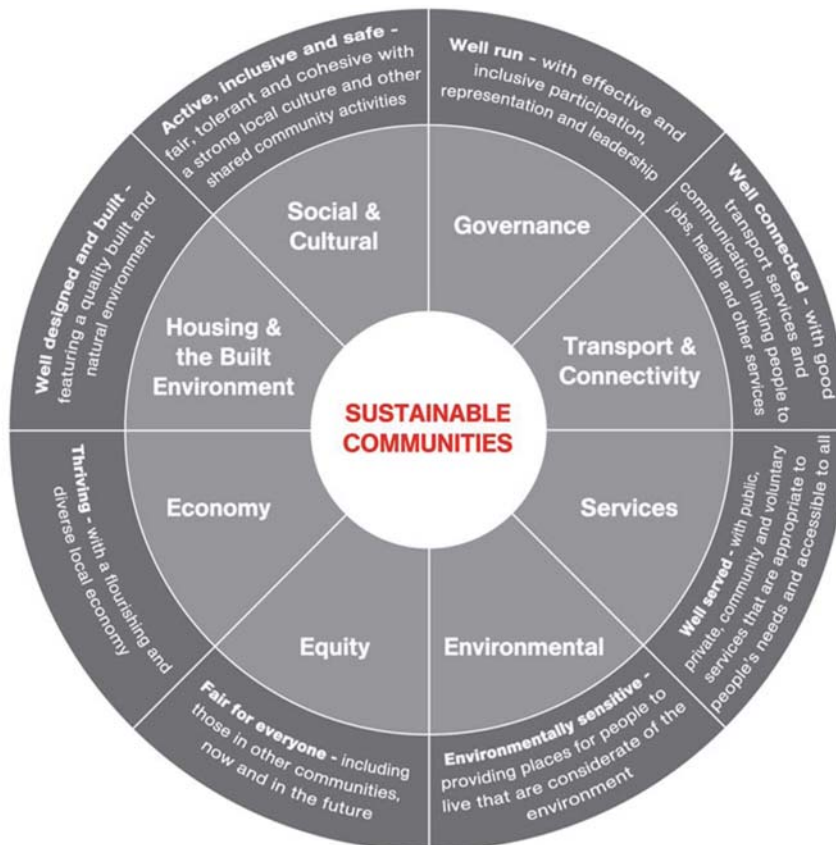 SUSTAINABLE
COMMUNITIES
Governance
Well run - with effective and
inclusive participation,
representation and leadership
Transport &
Connectivity
Well connected - with good
transport services and
communication linking people to
jobs, health and other services
Services
Well served - with public,
private, community and voluntary
services that are appropriate to
people's needs and accessible to all
Environmental
Environmentally sensitive -
providing places for people to
live that are considerate of the
environment
Equity
Fair for everyone - including
those in other communities,
now and in the future
Economy
Thriving - with a flourishing and
diverse local economy
Housing &
the Built
Environment
Well designed and built -
featuring a quality built and
natural environment
Social &
Cultural
Active, inclusive and safe -
fair, tolerant and cohesive with
a strong local culture and other
shared community activities